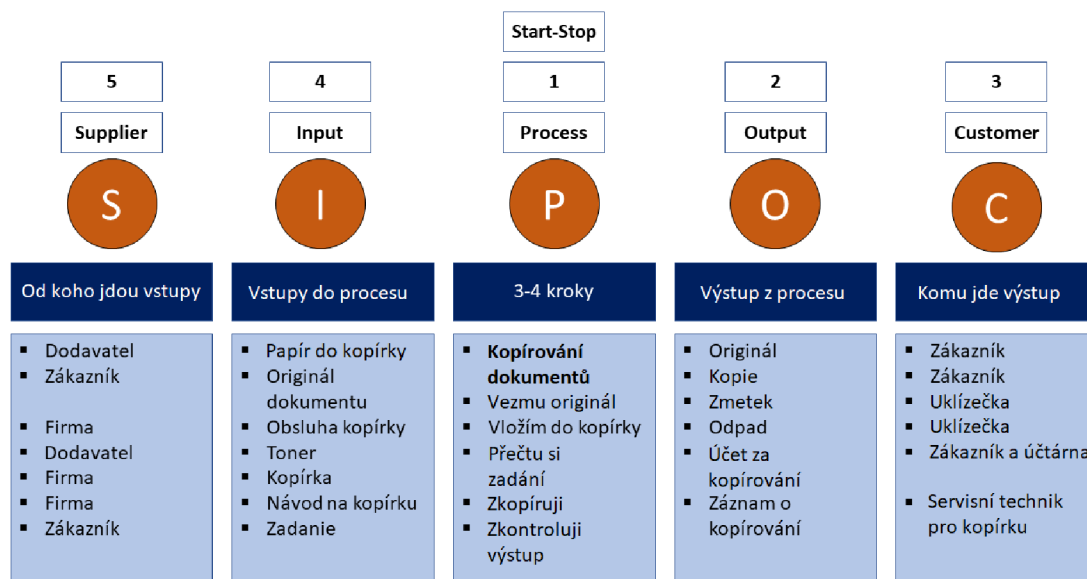 Start-Stop
5
4
1
2
3
Supplier
Input
Process
Output
Customer
S
I
P
O
C
Od koho jdou vstupy
Vstupy do procesu
3-4 kroky
Výstup z procesu
Komu jde výstup
▪ Dodavatel
▪ Zákazník
▪ Firma
▪ Dodavatel
▪ Firma
▪ Firma
▪ Zákazník
▪ Papír do kopírky
▪ Originál
dokumentu
▪ Obsluha kopírky
▪ Toner
▪ Kopírka
▪ Návod na kopírku
▪ Zadanie
▪ Kopírování
dokumentů
▪ Vezmu originál
▪ Vložím do kopírky
▪ Přečtu si
zadání
▪ Zkopíruji
▪ Zkontroluji
výstup
▪ Originál
▪ Kopie
▪ Zmetek
▪ Odpad
▪ Účet za
kopírování
▪ Záznam o
kopírování
▪ Zákazník
▪ Zákazník
▪ Uklízečka
▪ Uklízečka
▪ Zákazník a účtárna
▪ Servisní technik
pro kopírku